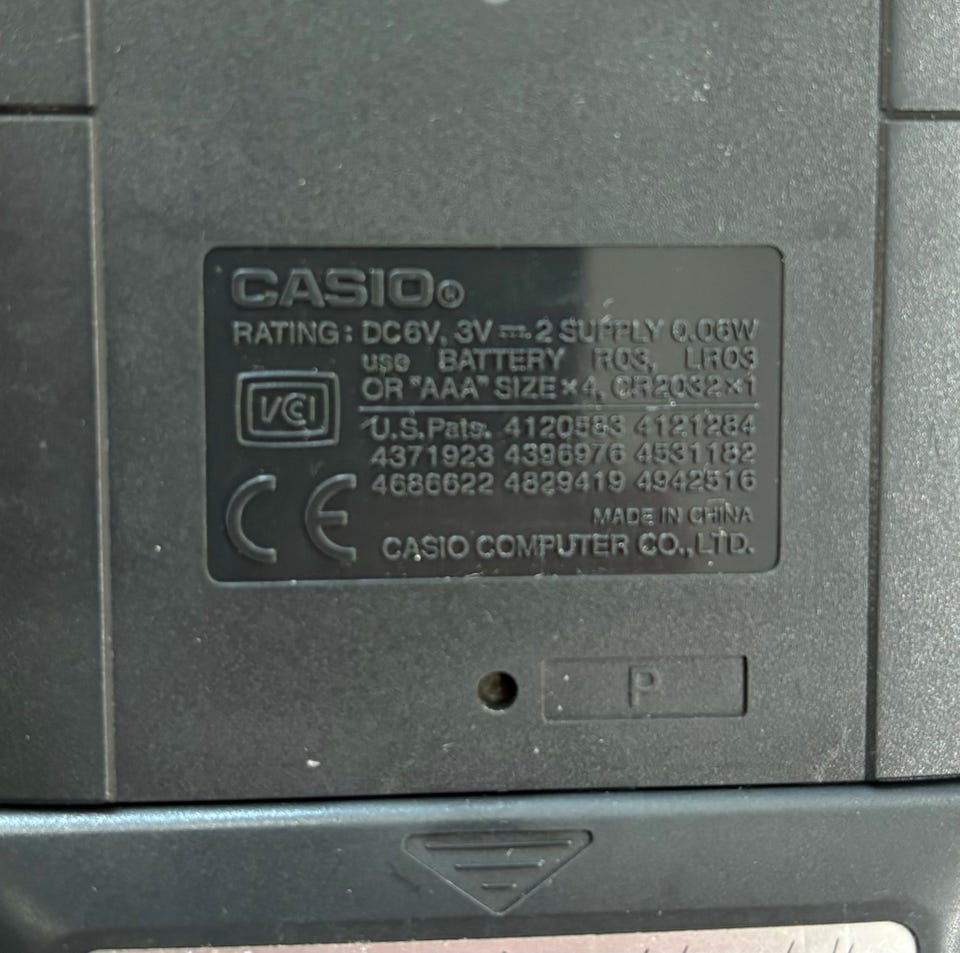 CASIO®
RATING: DC6V, 3V ⎓ 2 SUPPLY 0.06W
USE BATTERY R03, LR03
OR "AAA" SIZE ×4, CR2032×1
VCI
U.S.Pats. 4120583 4121284
4371923 4396976 4531182
4686622 4829419 4942516
CE
MADE IN CHINA
CASIO COMPUTER CO., LTD.
P